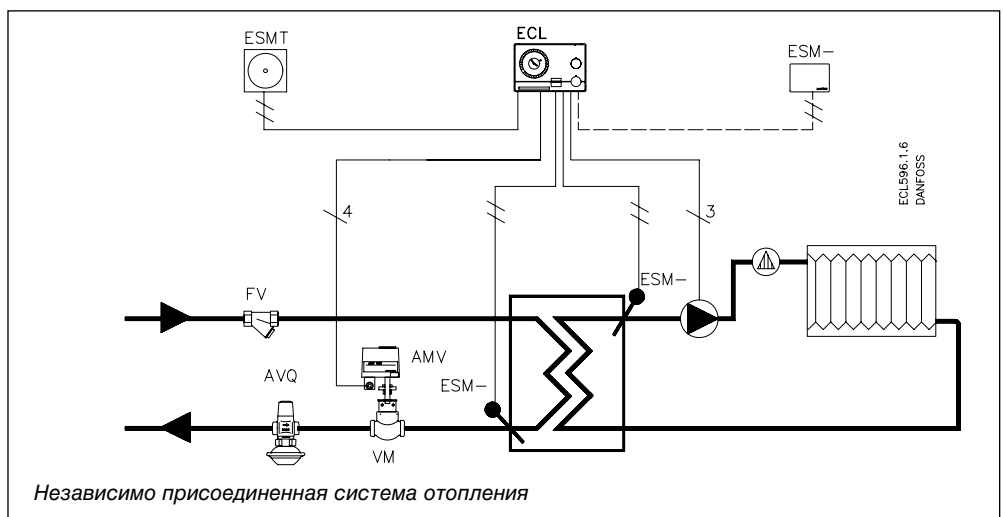 ESMT
ECL
ESM-
ECL596.1.6
DANFOSS
4
3
FV
ESM-
AMV
AVQ
ESM-
VM
Независимо присоединенная система отопления